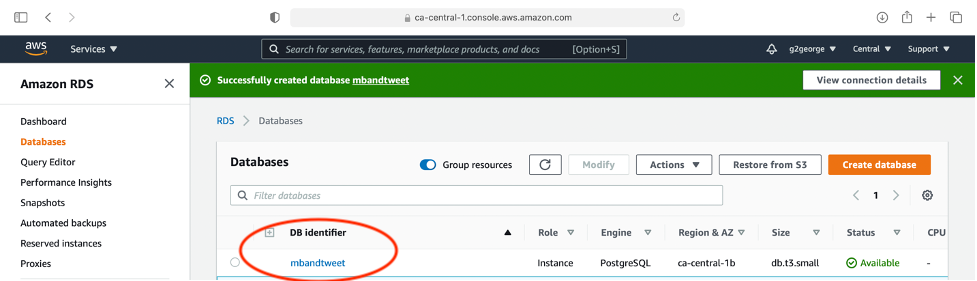 ca-central-1.console.aws.amazon.com
aws Services Search for services, features, marketplace products, and docs [Option+S] g2george Central Support
Amazon RDS
Successfully created database mbandtweet View connection details
Dashboard
Databases
Query Editor
Performance Insights
Snapshots
Automated backups
Reserved instances
Proxies
RDS > Databases
Databases Group resources Modify Actions Restore from S3 Create database
Filter databases 1
DB identifier Role Engine Region & AZ Size Status CPU
mbandtweet Instance PostgreSQL ca-central-1b db.t3.small Available -